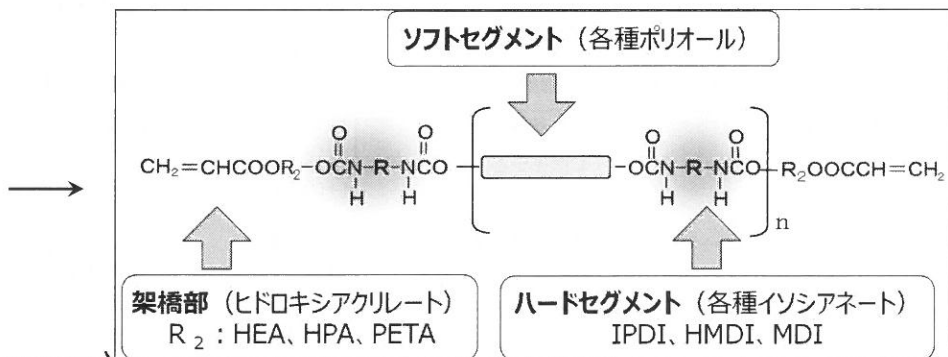 ソフトセグメント（各種ポリオール）
O O O O
CH₂=CHCOOR₂-OCN-R-NCO OCN-R-NCO-R₂OOCCH=CH₂
H H H H
n
架橋部（ヒドロキシアクリレート）
R₂：HEA、HPA、PETA
ハードセグメント（各種イソシアネート）
IPDI、HMDI、MDI